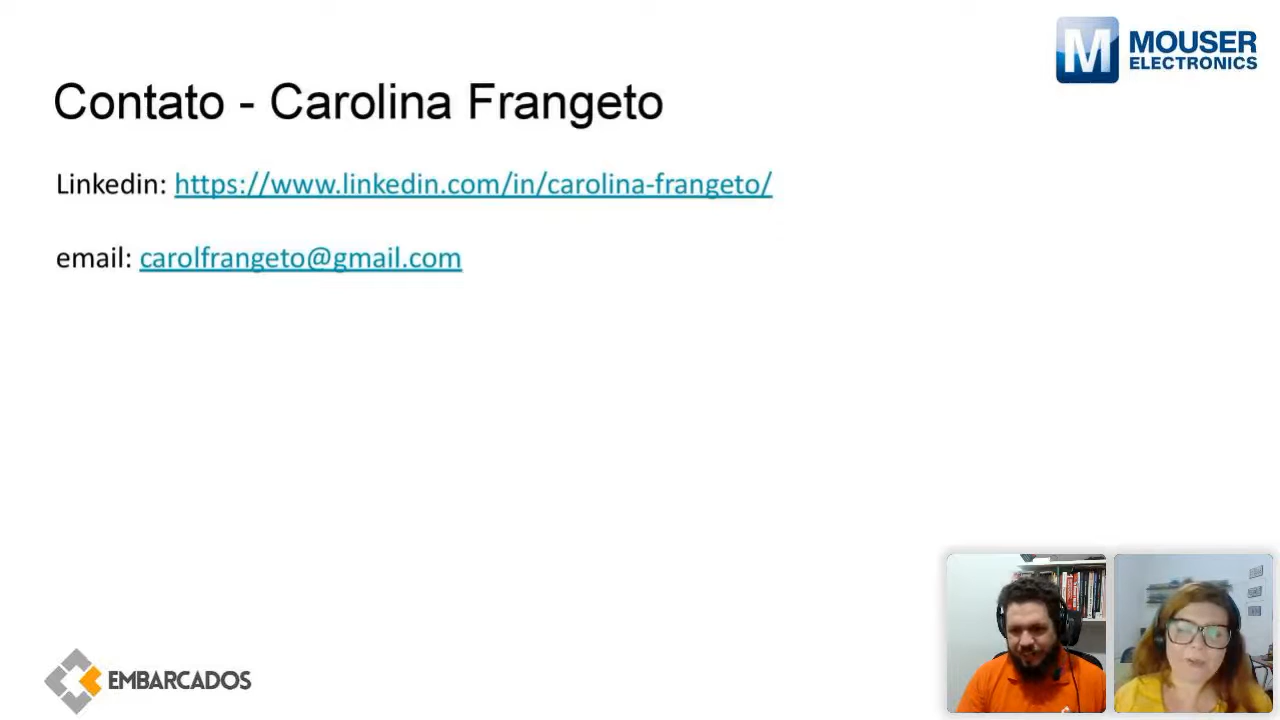 M MOUSER
ELECTRONICS
Contato - Carolina Frangeto
Linkedin: https://www.linkedin.com/in/carolina-frangeto/
email: carolfrangeto@gmail.com
EMBARCADOS